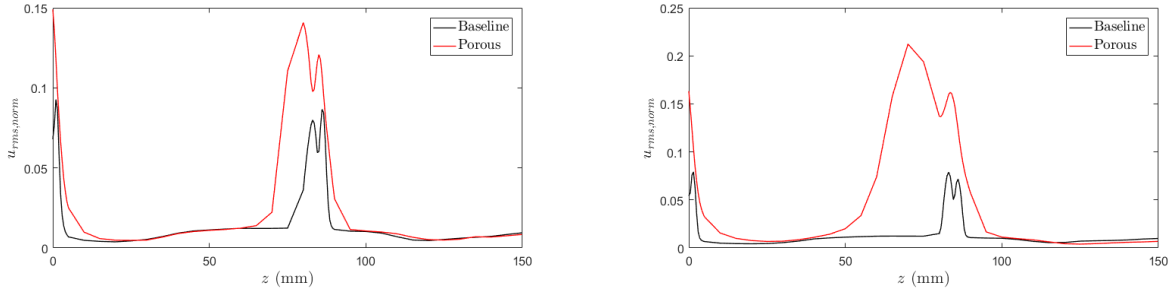 0.15
0.1
0.05
0
0
50
100
150
u_{rms,norm}
z (mm)
Baseline
Porous
0.25
0.2
0.15
0.1
0.05
0
0
50
100
150
u_{rms,norm}
z (mm)
Baseline
Porous